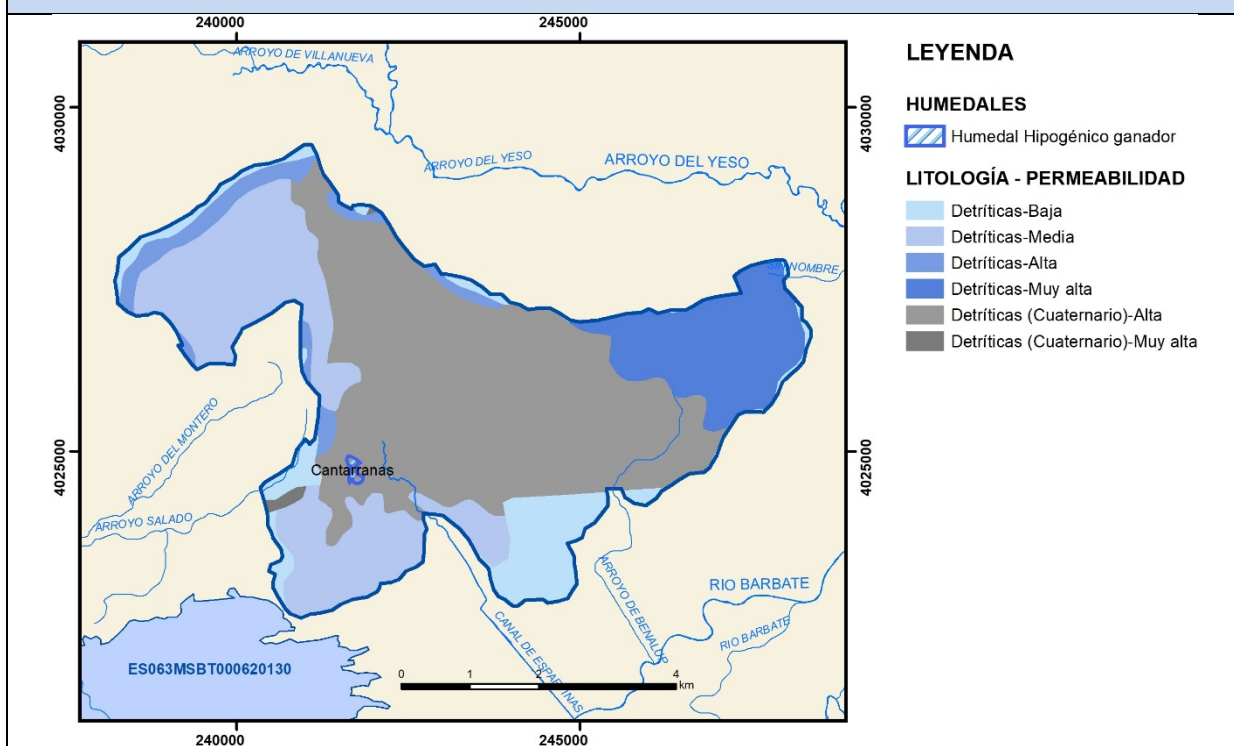 240000
245000
ARROYO DE VILLANUEVA
4030000
4030000
ARROYO DEL YESO
ARROYO DEL YESO
SIN NOMBRE
ARROYO DEL MONTERO
4025000
4025000
Cantarranas
ARROYO SALADO
ARROYO DE BENALUP
RIO BARBATE
RIO BARBATE
CANAL DE ESPARTINAS
ES063MSBT000620130
0
1
2
4
km
240000
245000
LEYENDA
HUMEDALES
Humedal Hipogénico ganador
LITOLOGÍA - PERMEABILIDAD
Detríticas-Baja
Detríticas-Media
Detríticas-Alta
Detríticas-Muy alta
Detríticas (Cuaternario)-Alta
Detríticas (Cuaternario)-Muy alta